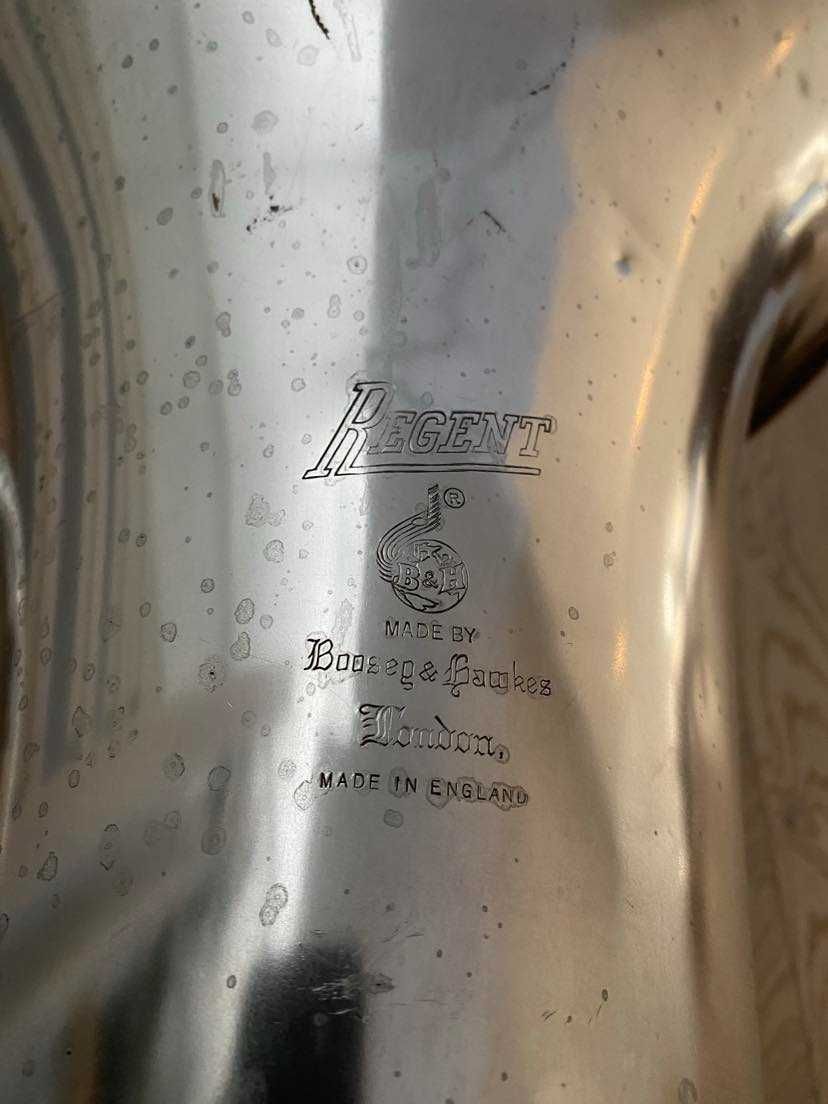 REGENT
®
B&H
MADE BY
Boosey & Hawkes
London,
MADE IN ENGLAND